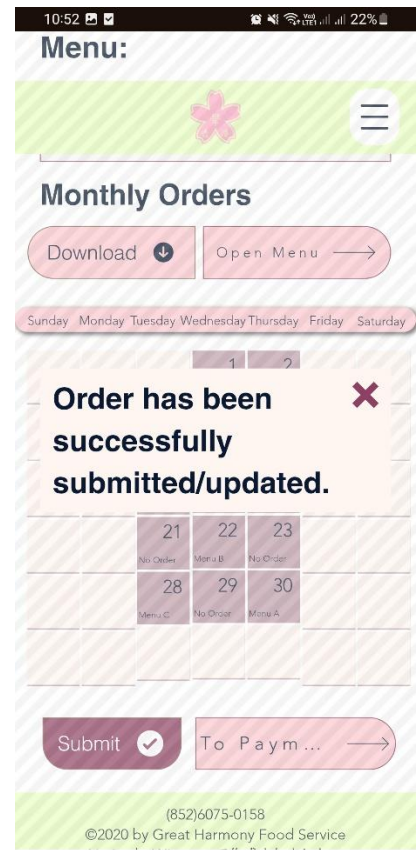 10:52 22%
Menu:
Monthly Orders
Download Open Menu
Sunday Monday Tuesday Wednesday Thursday Friday Saturday
1 2
Order has been
successfully
submitted/updated.
21 22 23
No Order Menu B No Order
28 29 30
Menu C No Order Menu A
Submit To Paym...
(852)6075-0158
©2020 by Great Harmony Food Service